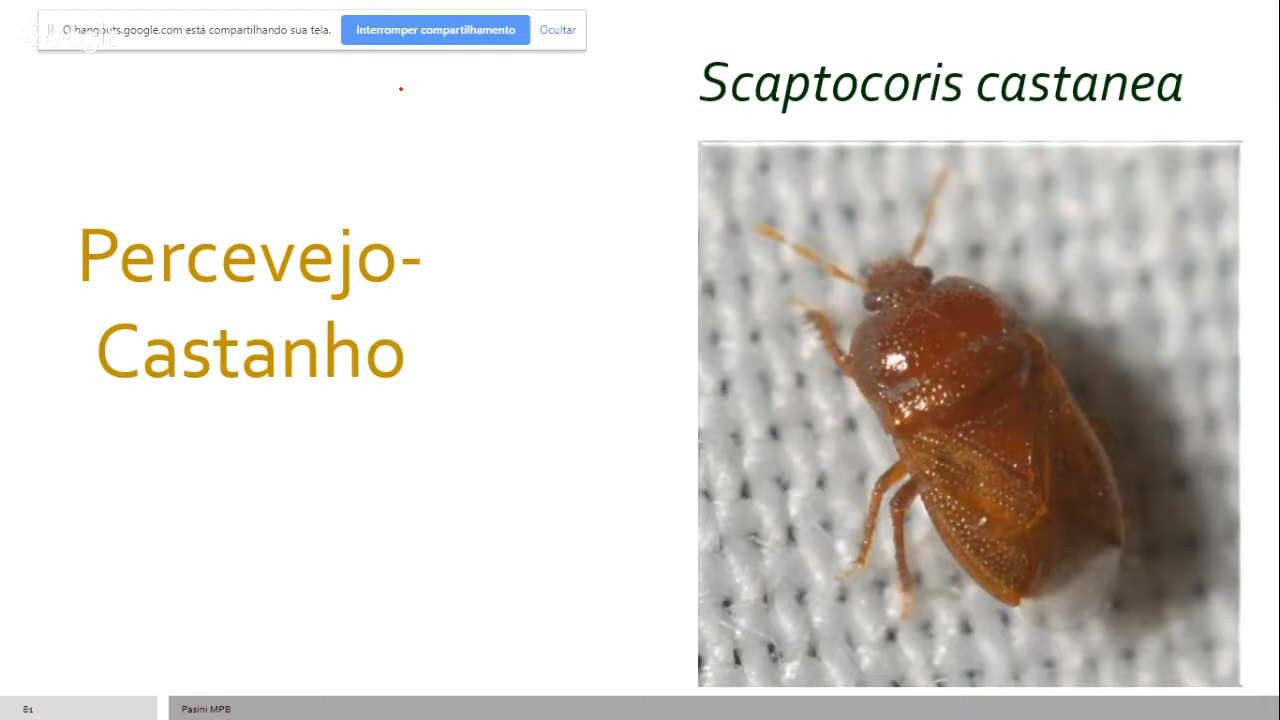 O hangouts.google.com está compartilhando sua tela. Interromper compartilhamento Ocultar
Scaptocoris castanea
Percevejo-
Castanho
81 Pasini MPB